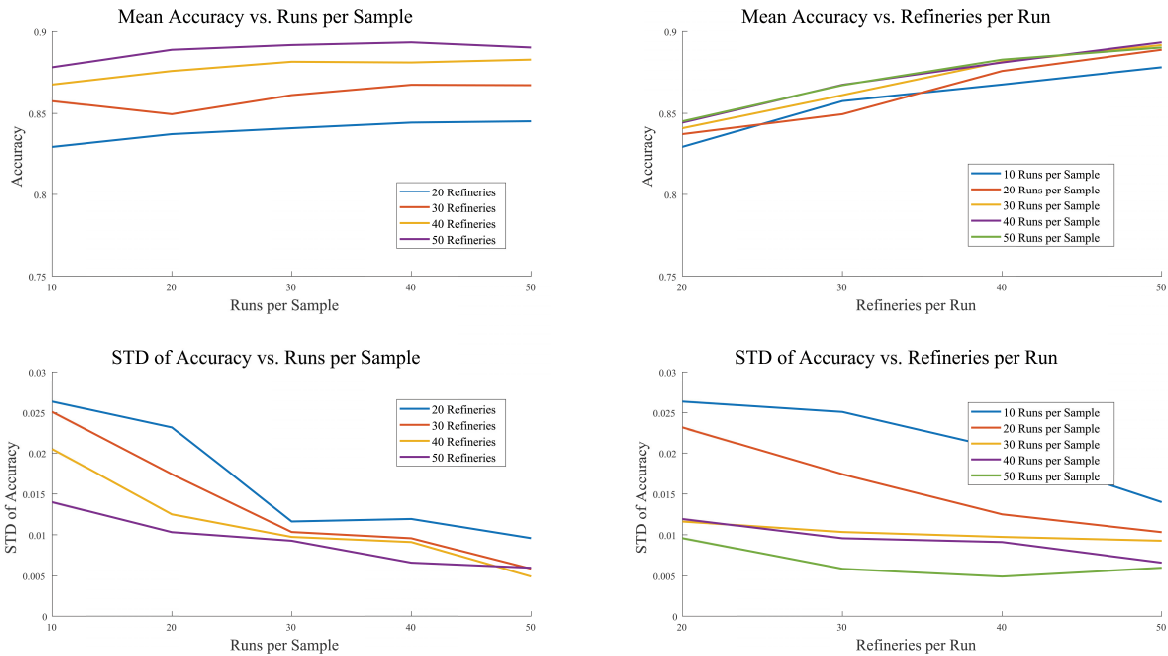 Mean Accuracy vs. Runs per Sample
0.9
0.85
0.8
0.75
Accuracy
20 Refineries
30 Refineries
40 Refineries
50 Refineries
10
20
30
40
50
Runs per Sample
Mean Accuracy vs. Refineries per Run
0.9
0.85
0.8
0.75
Accuracy
10 Runs per Sample
20 Runs per Sample
30 Runs per Sample
40 Runs per Sample
50 Runs per Sample
20
30
40
50
Refineries per Run
STD of Accuracy vs. Runs per Sample
0.03
0.025
0.02
0.015
0.01
0.005
0
STD of Accuracy
20 Refineries
30 Refineries
40 Refineries
50 Refineries
10
20
30
40
50
Runs per Sample
STD of Accuracy vs. Refineries per Run
0.03
0.025
0.02
0.015
0.01
0.005
0
STD of Accuracy
10 Runs per Sample
20 Runs per Sample
30 Runs per Sample
40 Runs per Sample
50 Runs per Sample
20
30
40
50
Refineries per Run